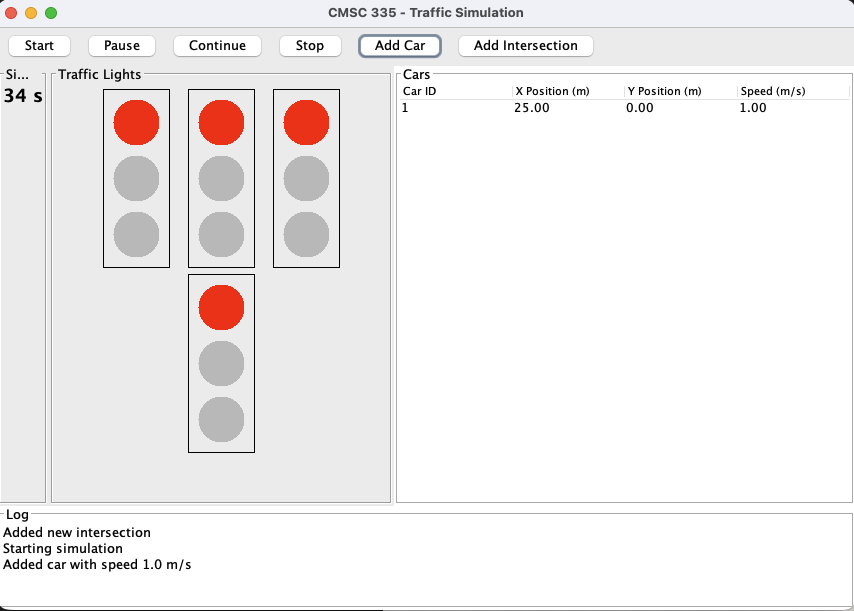 CMSC 335 - Traffic Simulation
Start Pause Continue Stop Add Car Add Intersection
Si... Traffic Lights Cars
34 s
Car ID X Position (m) Y Position (m) Speed (m/s)
1 25.00 0.00 1.00
Log
Added new intersection
Starting simulation
Added car with speed 1.0 m/s